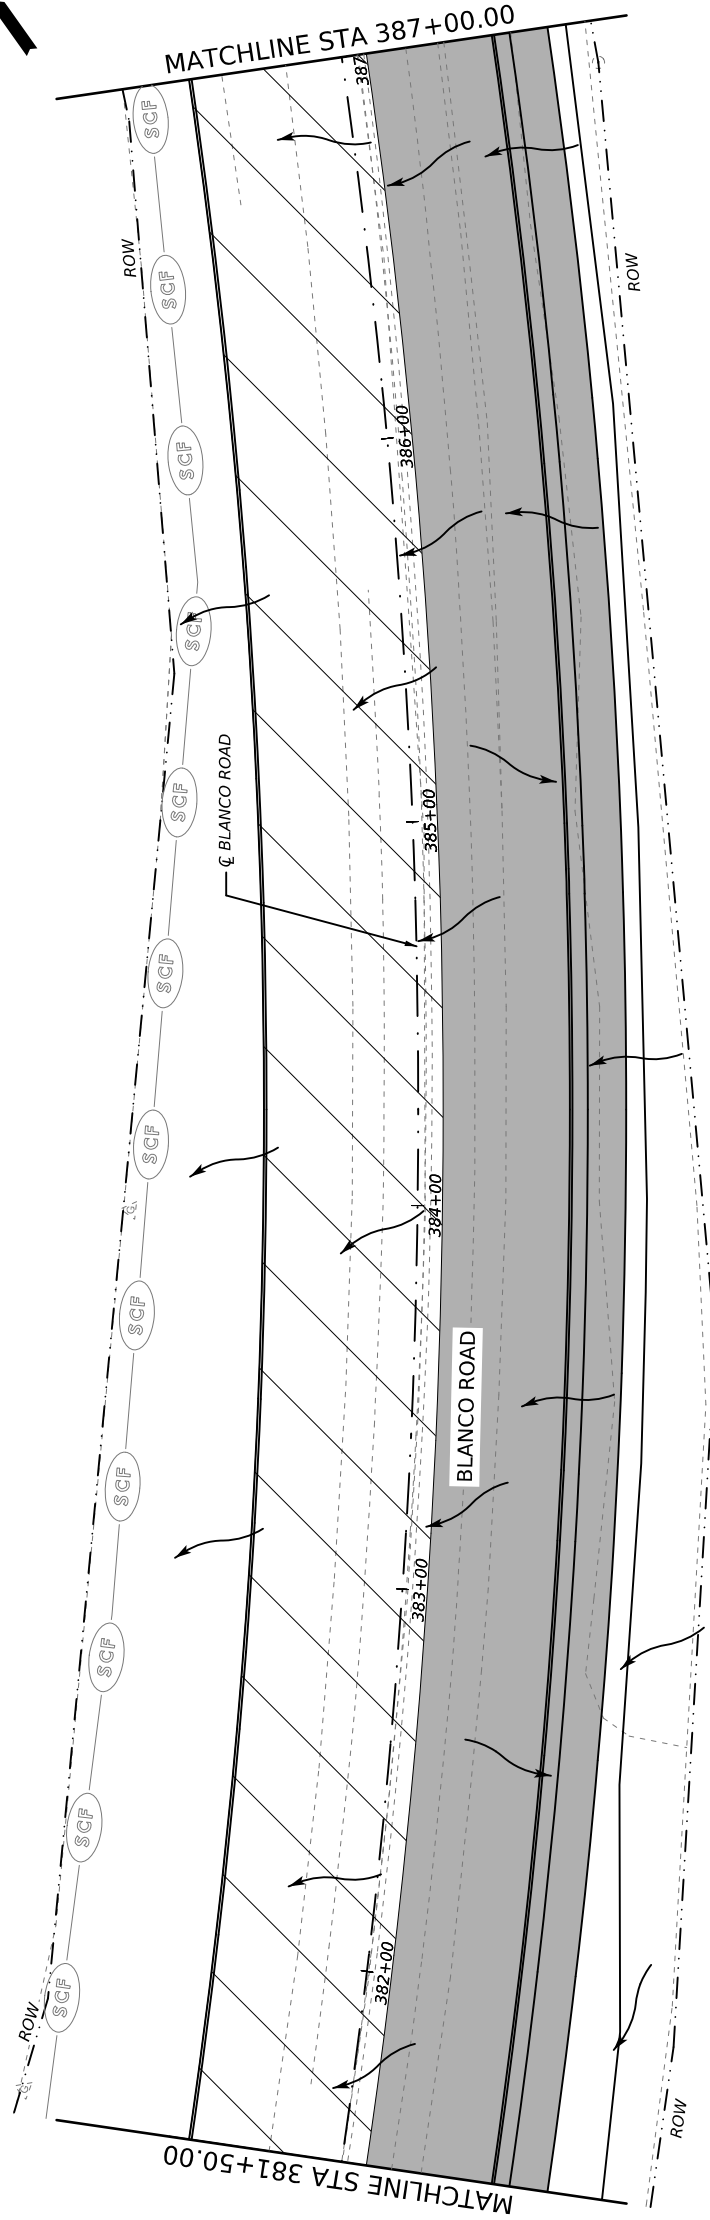 MATCHLINE STA 387+00.00
387
SCF
ROW
ROW
SCF
386+00
SCF
SCF
℄ BLANCO ROAD
SCF
385+00
SCF
SCF
G
384+00
SCF
BLANCO ROAD
SCF
383+00
SCF
SCF
382+00
SCF
ROW
G
ROW
MATCHLINE STA 381+50.00